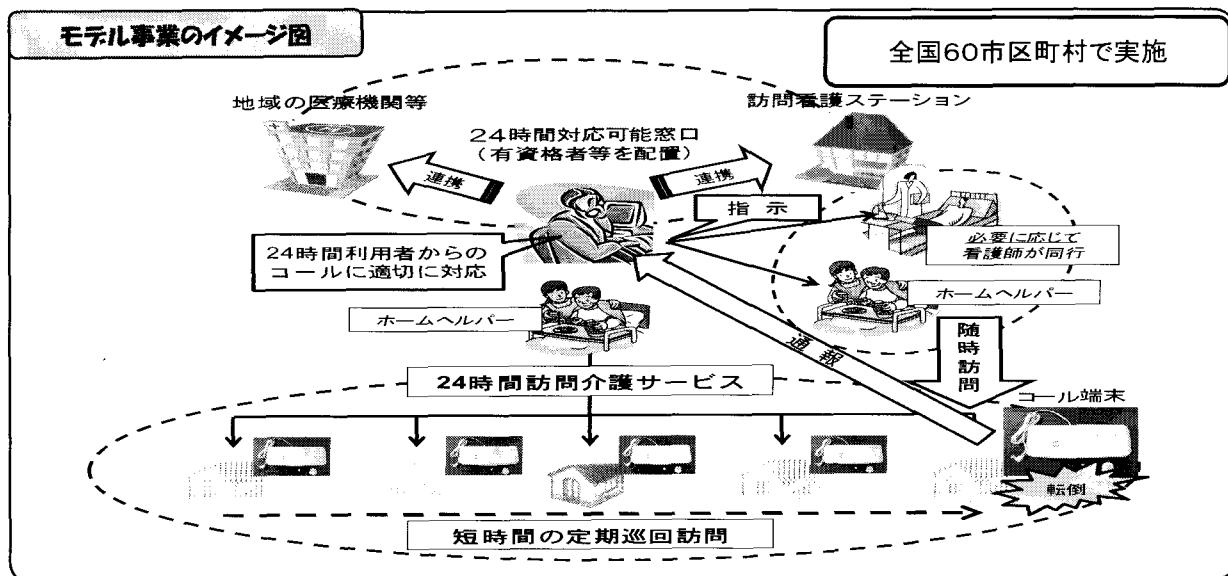 モデル事業のイメージ図
全国60市区町村で実施
地域の医療機関等
訪問看護ステーション
24時間対応可能窓口
(有資格者等を配置)
連携
連携
指示
24時間利用者からの
コールに適切に対応
必要に応じて
看護師が同行
ホームヘルパー
ホームヘルパー
通報
随時訪問
24時間訪問介護サービス
コール端末
転倒
短時間の定期巡回訪問